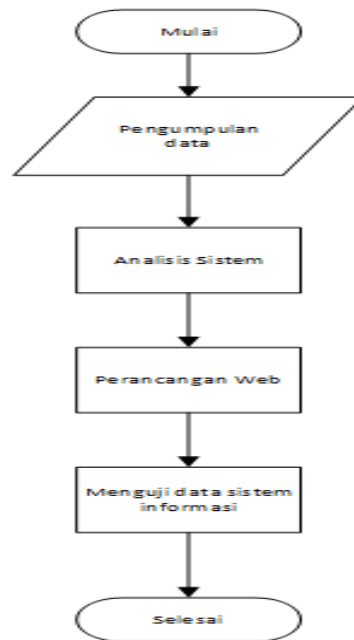 Mulai
Pengumpulan
data
Analisis Sistem
Perancangan Web
Menguji data sistem
informasi
Selesai